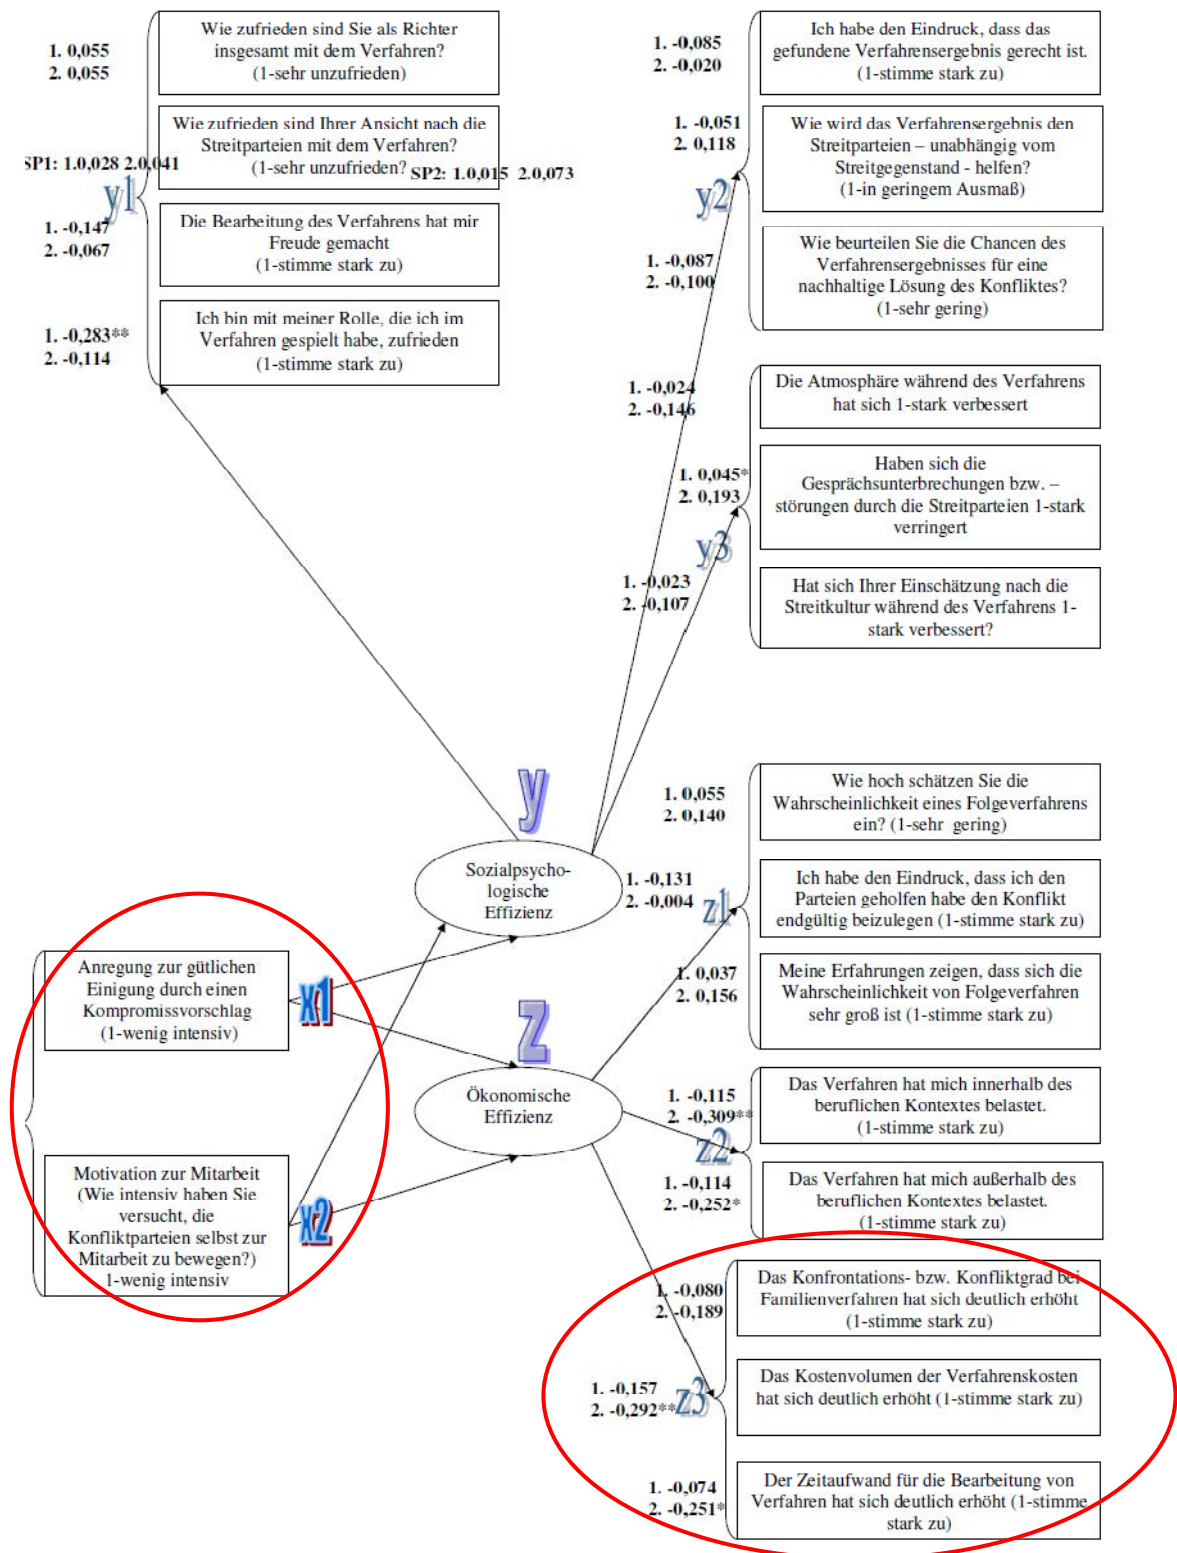 Wie zufrieden sind Sie als Richter
insgesamt mit dem Verfahren?
(1-sehr unzufrieden)
1. 0,055
2. 0,055
Wie zufrieden sind Ihrer Ansicht nach die
Streitparteien mit dem Verfahren?
(1-sehr unzufrieden?
SP1: 1.0,028 2.0,041
SP2: 1.0,015 2.0,073
y1
Die Bearbeitung des Verfahrens hat mir
Freude gemacht
(1-stimme stark zu)
1. -0,147
2. -0,067
Ich bin mit meiner Rolle, die ich im
Verfahren gespielt habe, zufrieden
(1-stimme stark zu)
1. -0,283**
2. -0,114
1. -0,085
2. -0,020
Ich habe den Eindruck, dass das
gefundene Verfahrensergebnis gerecht ist.
(1-stimme stark zu)
1. -0,051
2. 0,118
Wie wird das Verfahrensergebnis den
Streitparteien – unabhängig vom
Streitgegenstand - helfen?
(1-in geringem Ausmaß)
y2
1. -0,087
2. -0,100
Wie beurteilen Sie die Chancen des
Verfahrensergebnisses für eine
nachhaltige Lösung des Konfliktes?
(1-sehr gering)
1. -0,024
2. -0,146
Die Atmosphäre während des Verfahrens
hat sich 1-stark verbessert
1. 0,045*
2. 0,193
Haben sich die
Gesprächsunterbrechungen bzw. –
störungen durch die Streitparteien 1-stark
verringert
y3
1. -0,023
2. -0,107
Hat sich Ihrer Einschätzung nach die
Streitkultur während des Verfahrens 1-
stark verbessert?
y
Sozialpsycho-
logische
Effizienz
1. 0,055
2. 0,140
Wie hoch schätzen Sie die
Wahrscheinlichkeit eines Folgeverfahrens
ein? (1-sehr gering)
1. -0,131
2. -0,004
z1
Ich habe den Eindruck, dass ich den
Parteien geholfen habe den Konflikt
endgültig beizulegen (1-stimme stark zu)
1. 0,037
2. 0,156
Meine Erfahrungen zeigen, dass sich die
Wahrscheinlichkeit von Folgeverfahren
sehr groß ist (1-stimme stark zu)
Anregung zur gütlichen
Einigung durch einen
Kompromissvorschlag
(1-wenig intensiv)
x1
z
Ökonomische
Effizienz
1. -0,115
2. -0,309**
Das Verfahren hat mich innerhalb des
beruflichen Kontextes belastet.
(1-stimme stark zu)
z2
1. -0,114
2. -0,252*
Das Verfahren hat mich außerhalb des
beruflichen Kontextes belastet.
(1-stimme stark zu)
Motivation zur Mitarbeit
(Wie intensiv haben Sie
versucht, die
Konfliktparteien selbst zur
Mitarbeit zu bewegen?)
1-wenig intensiv
x2
1. -0,080
2. -0,189
Das Konfrontations- bzw. Konfliktgrad bei
Familienverfahren hat sich deutlich erhöht
(1-stimme stark zu)
1. -0,157
2. -0,292**
z3
Das Kostenvolumen der Verfahrenskosten
hat sich deutlich erhöht (1-stimme stark zu)
1. -0,074
2. -0,251*
Der Zeitaufwand für die Bearbeitung von
Verfahren hat sich deutlich erhöht (1-stimme
stark zu)